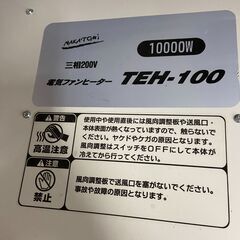 NAKATOMI
10000W
三相200V
電気ファンヒーター TEH-100
警告
高温注意
使用中や使用直後には風向調整板や送風口・
本体表面が熱くなっていますので、触らないで
ください。ヤケドやケガの原因となります。
風向調整はスイッチをOFFにして本体が
冷えてから行ってください。
注意
禁止
風向調整板で送風口を塞がないでください。
事故や故障の原因となります。